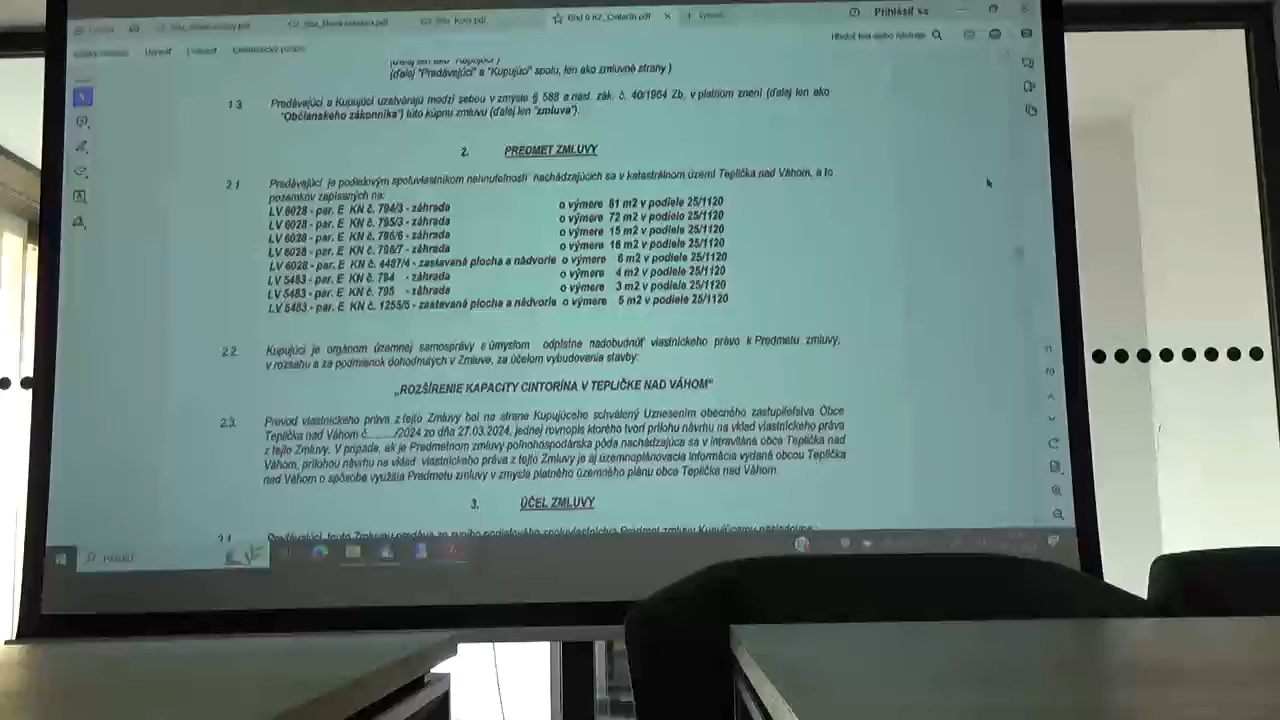 Prihlásiť sa
(ďalej "Predávajúci" a "Kupujúci" spolu, len ako zmluvné strany )
1.3 Predávajúci a Kupujúci uzatvárajú medzi sebou v zmysle § 588 a nasl. zák. č. 40/1964 Zb. v platnom znení (ďalej len ako
"Občianskeho zákonníka") túto kúpnu zmluvu (ďalej len "zmluva").
2. PREDMET ZMLUVY
2.1 Predávajúci je podielovým spoluvlastníkom nehnuteľností nachádzajúcich sa v katastrálnom území Teplička nad Váhom, a to
pozemkov zapísaných na:
LV 6028 - par. E KN č. 794/3 - záhrada o výmere 81 m2 v podiele 25/1120
LV 6028 - par. E KN č. 795/3 - záhrada o výmere 72 m2 v podiele 25/1120
LV 6028 - par. E KN č. 796/6 - záhrada o výmere 15 m2 v podiele 25/1120
LV 6028 - par. E KN č. 796/7 - záhrada o výmere 16 m2 v podiele 25/1120
LV 6028 - par. E KN č. 4487/4 - zastavaná plocha a nádvorie o výmere 6 m2 v podiele 25/1120
LV 5483 - par. E KN č. 794 - záhrada o výmere 4 m2 v podiele 25/1120
LV 5483 - par. E KN č. 795 - záhrada o výmere 3 m2 v podiele 25/1120
LV 5483 - par. E KN č. 1255/5 - zastavaná plocha a nádvorie o výmere 5 m2 v podiele 25/1120
2.2 Kupujúci je orgánom územnej samosprávy s úmyslom odplatne nadobudnúť vlastnícke právo k Predmetu zmluvy,
v rozsahu a za podmienok dohodnutých v Zmluve, za účelom vybudovania stavby:
„ROZŠÍRENIE KAPACITY CINTORÍNA V TEPLIČKE NAD VÁHOM“
2.3. Prevod vlastníckeho práva z tejto Zmluvy bol na strane Kupujúceho schválený Uznesením obecného zastupiteľstva Obce
Teplička nad Váhom č......../2024 zo dňa 27.03.2024, jednej rovnopis ktorého tvorí prílohu návrhu na vklad vlastníckeho práva
z tejto Zmluvy. V prípade, ak je Predmetnom zmluvy poľnohospodárska pôda nachádzajúca sa v intraviláne obce Teplička nad
Váhom, prílohou návrhu na vklad vlastníckeho práva z tejto Zmluvy je aj územnoplánovacia informácia vydaná obcou Teplička
nad Váhom o spôsobe využitia Predmetu zmluvy v zmysle platného územného plánu obce Teplička nad Váhom.
3. ÚČEL ZMLUVY